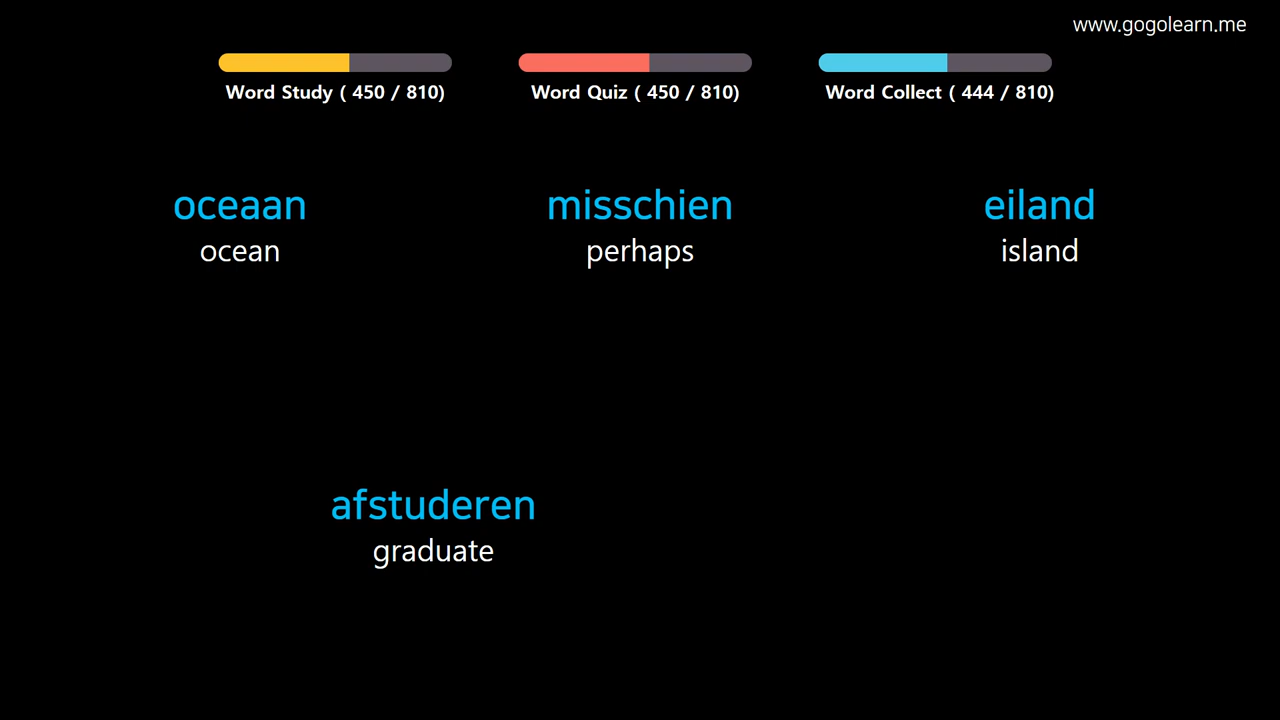 www.gogolearn.me
Word Study ( 450 / 810)
Word Quiz ( 450 / 810)
Word Collect ( 444 / 810)
oceaan
ocean
misschien
perhaps
eiland
island
afstuderen
graduate